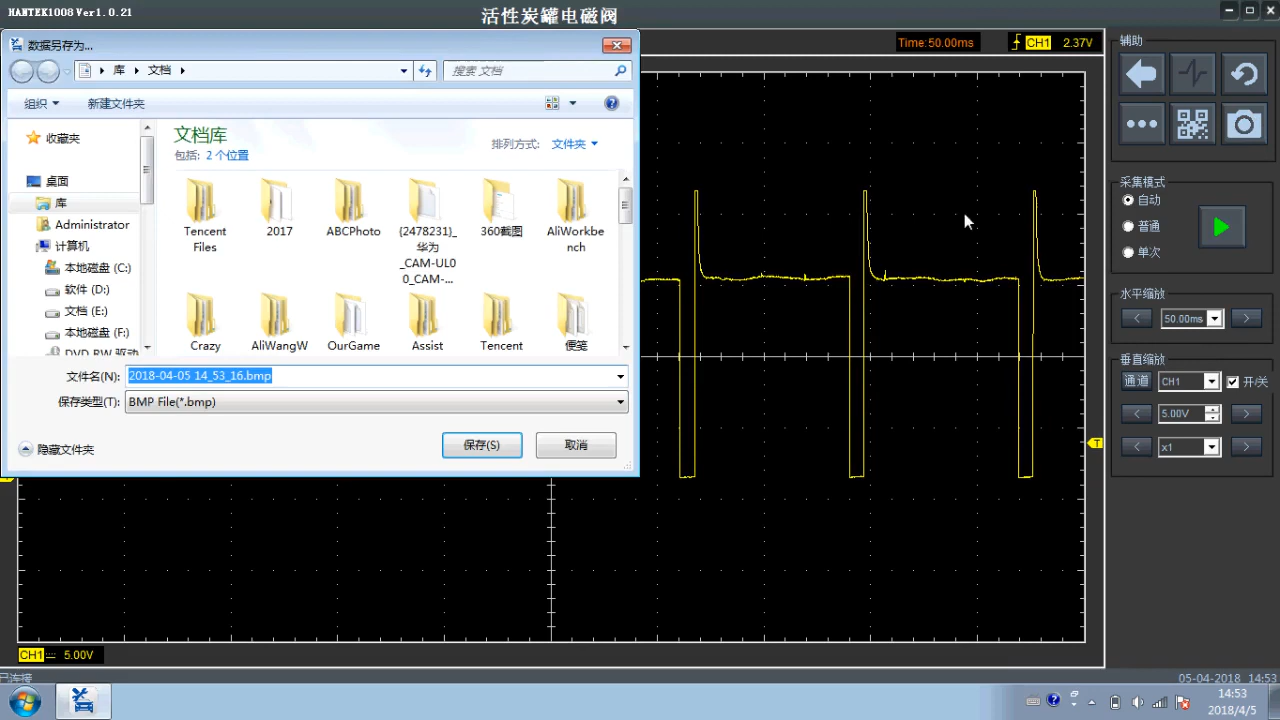 HANTEK1008 Ver1.0.21
活性炭罐电磁阀
数据另存为...
库
文档
搜索 文档
组织
新建文件夹
收藏夹
桌面
库
Administrator
计算机
本地磁盘 (C:)
软件 (D:)
文档 (E:)
本地磁盘 (F:)
DVD RW 驱动
文档库
包括: 2 个位置
排列方式: 文件夹
Tencent Files
2017
ABCPhoto
(2478231)_华为_CAM-UL00_CAM-...
360截图
AliWorkbench
Crazy
AliWangW
OurGame
Assist
Tencent
便笺
文件名(N): 2018-04-05 14_53_16.bmp
保存类型(T): BMP File(*.bmp)
隐藏文件夹
保存(S)
取消
Time:50.00ms
CH1 2.37V
辅助
采集模式
自动
普通
单次
水平缩放
50.00ms
垂直缩放
通道 CH1 开/关
5.00V
x1
T
CH1 5.00V
已连接
05-04-2018 14:53
14:53
2018/4/5